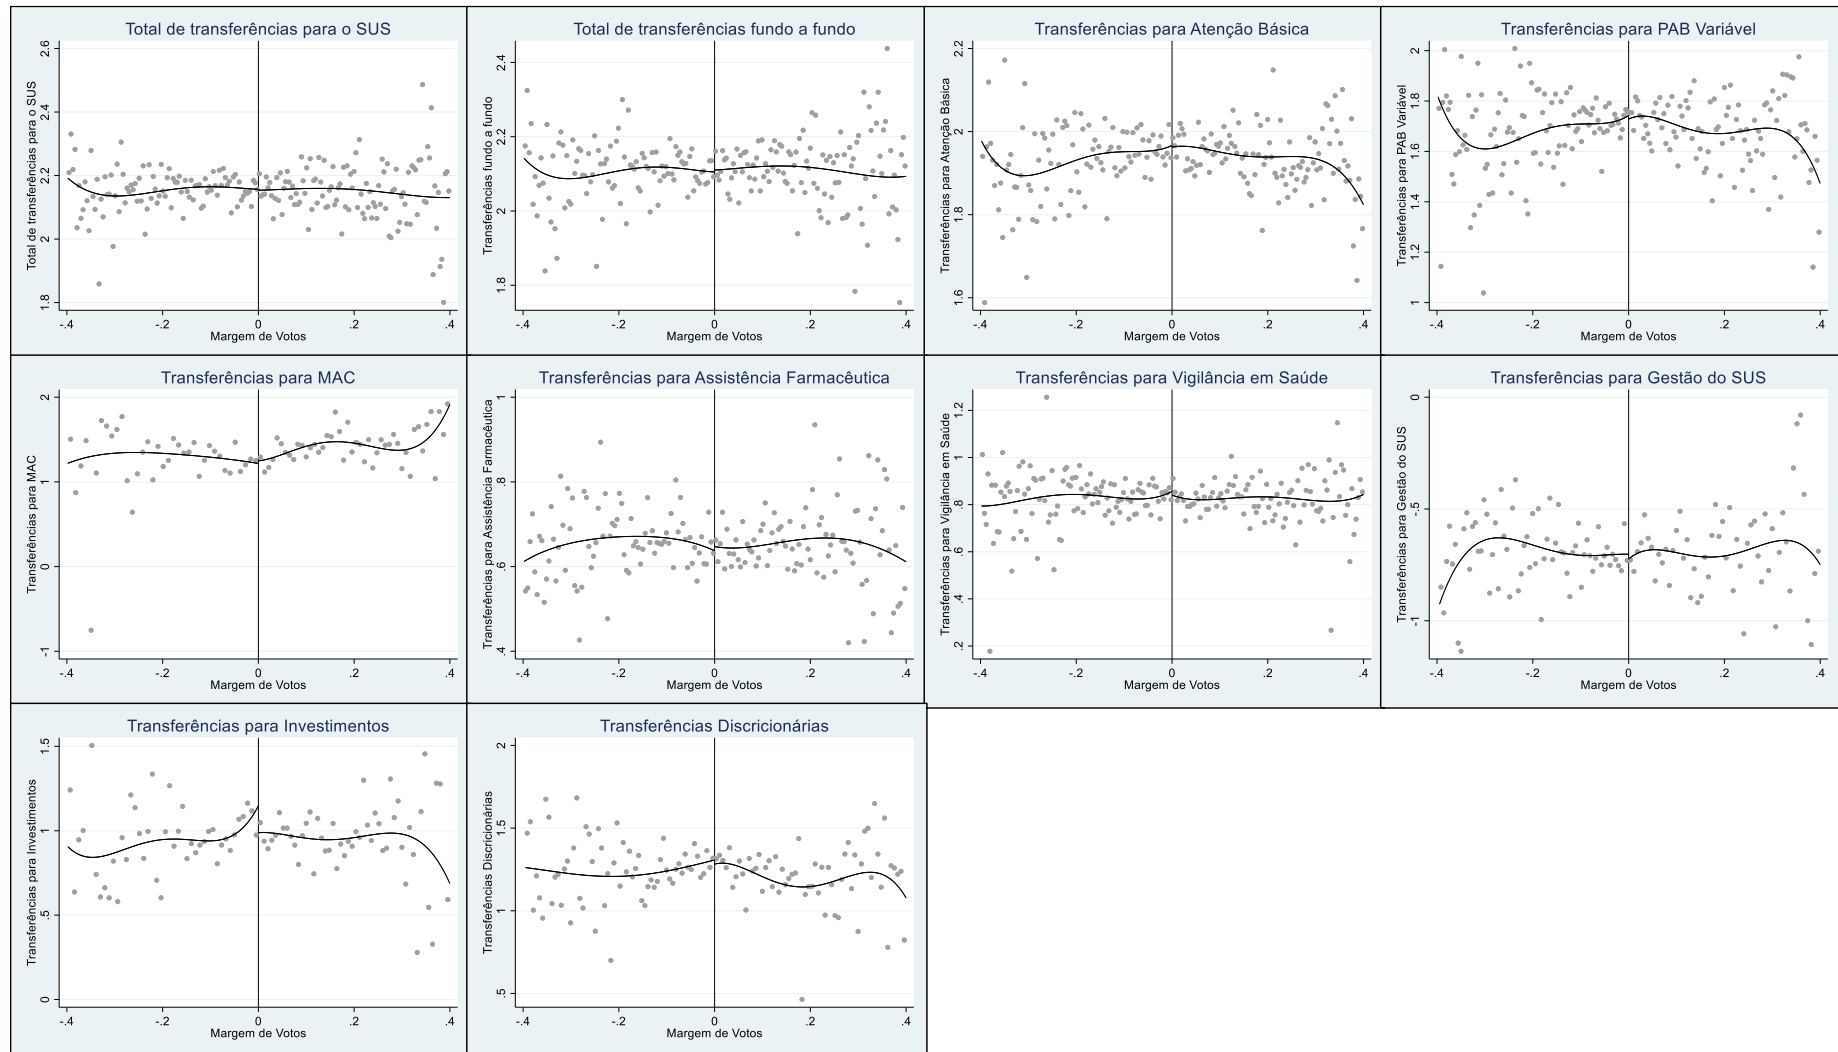 Total de transferências para o SUS
Total de transferências para o SUS
2.6
2.4
2.2
2
1.8
-.4 -.2 0 .2 .4
Margem de Votos
Total de transferências fundo a fundo
Transferências fundo a fundo
2.4
2.2
2
1.8
-.4 -.2 0 .2 .4
Margem de Votos
Transferências para Atenção Básica
Transferências para Atenção Básica
2.2
2
1.8
1.6
-.4 -.2 0 .2 .4
Margem de Votos
Transferências para PAB Variável
Transferências para PAB Variável
2
1.8
1.6
1.4
1.2
1
-.4 -.2 0 .2 .4
Margem de Votos
Transferências para MAC
Transferências para MAC
2
1
0
-1
-.4 -.2 0 .2 .4
Margem de Votos
Transferências para Assistência Farmacêutica
Transferências para Assistência Farmacêutica
1
.8
.6
.4
-.4 -.2 0 .2 .4
Margem de Votos
Transferências para Vigilância em Saúde
Transferências para Vigilância em Saúde
1.2
1
.8
.6
.4
.2
-.4 -.2 0 .2 .4
Margem de Votos
Transferências para Gestão do SUS
Transferências para Gestão do SUS
0
-.5
-1
-.4 -.2 0 .2 .4
Margem de Votos
Transferências para Investimentos
Transferências para Investimentos
1.5
1
.5
0
-.4 -.2 0 .2 .4
Margem de Votos
Transferências Discricionárias
Transferências Discricionárias
2
1.5
1
.5
-.4 -.2 0 .2 .4
Margem de Votos